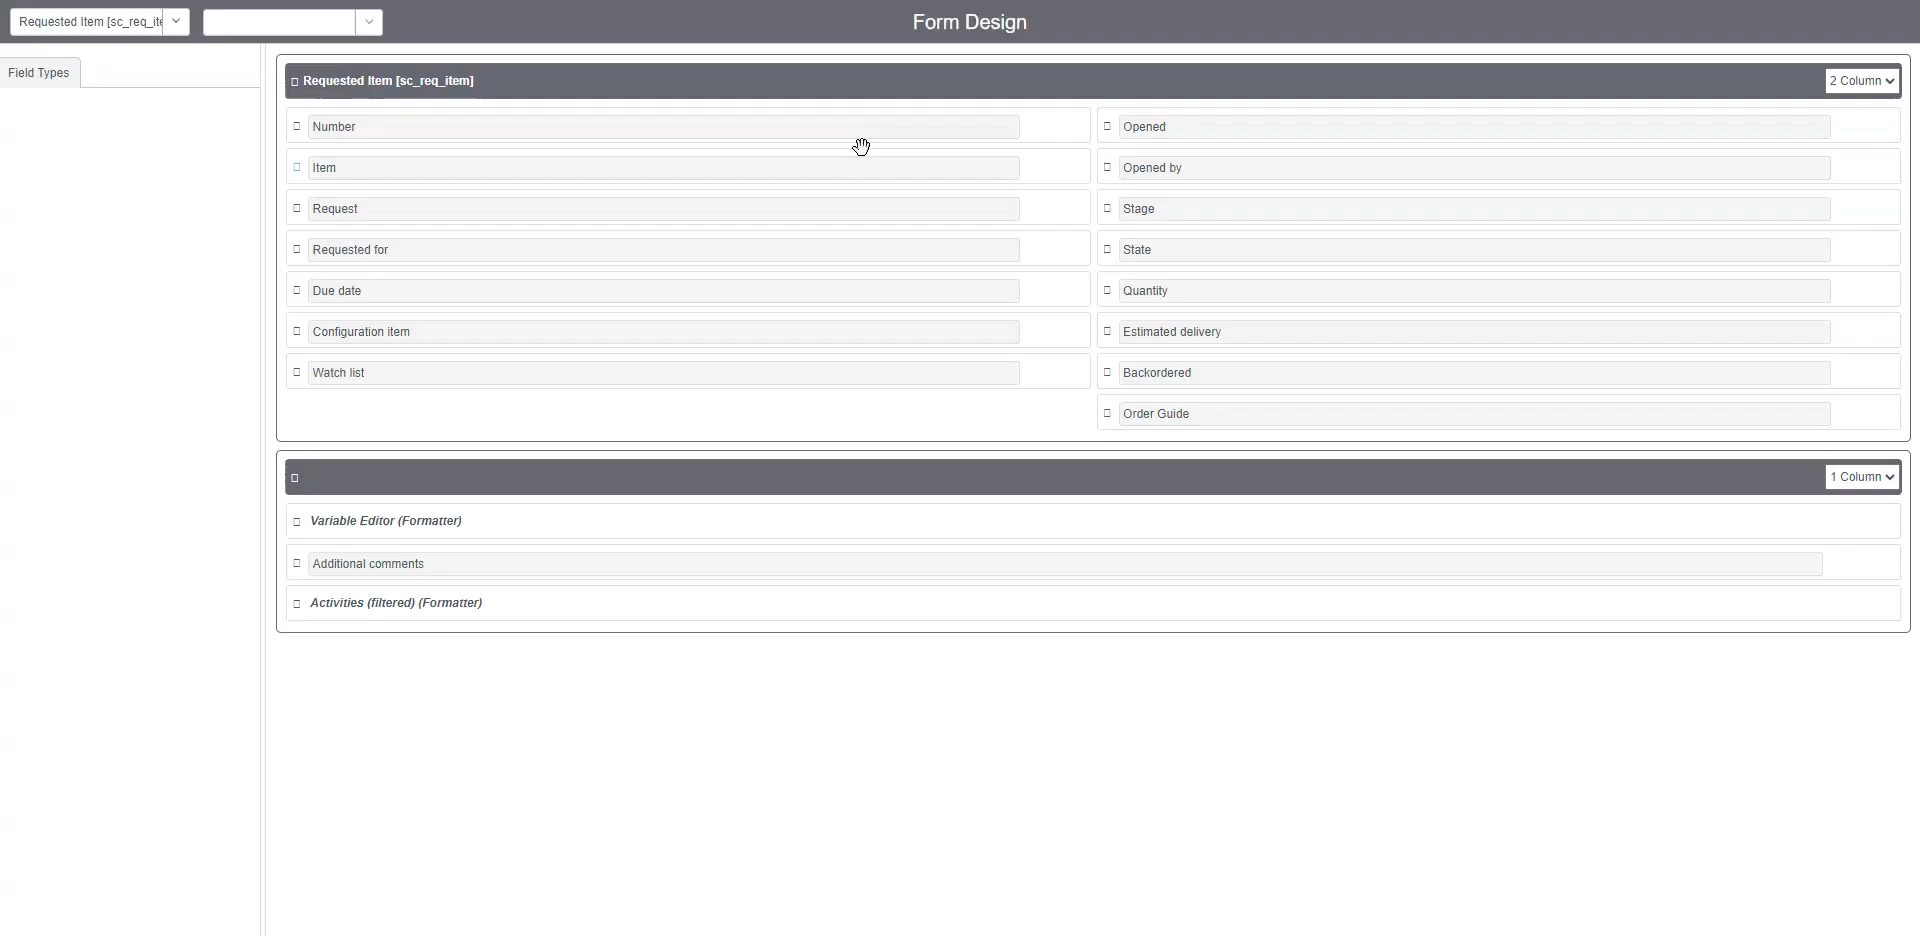 Requested Item [sc_req_ite
Form Design
Field Types
Requested Item [sc_req_item]
2 Column
Number
Opened
Item
Opened by
Request
Stage
Requested for
State
Due date
Quantity
Configuration item
Estimated delivery
Watch list
Backordered
Order Guide
1 Column
Variable Editor (Formatter)
Additional comments
Activities (filtered) (Formatter)